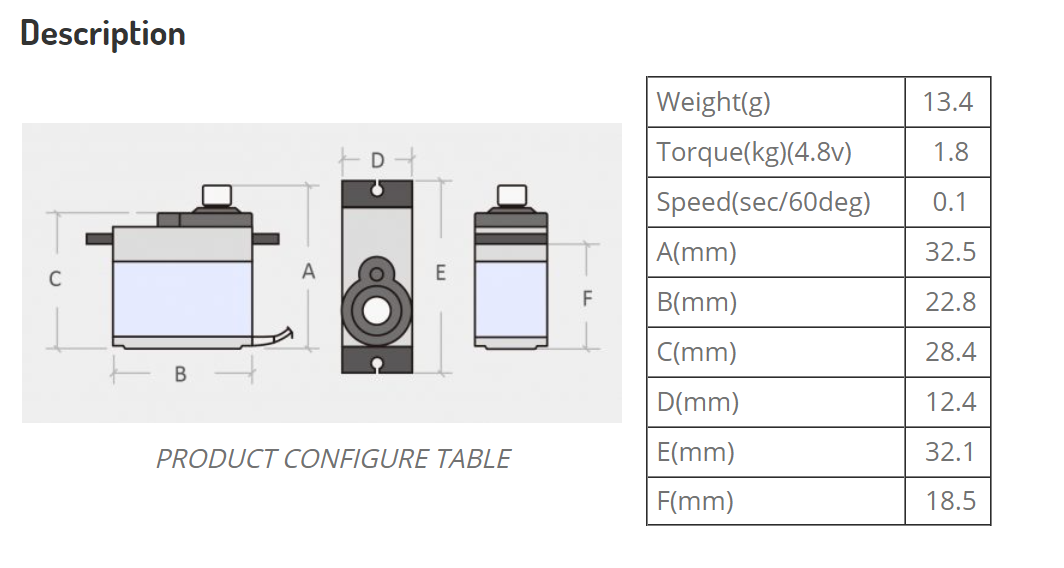 Description
D
C
A
E
F
B
PRODUCT CONFIGURE TABLE
Weight(g) 13.4
Torque(kg)(4.8v) 1.8
Speed(sec/60deg) 0.1
A(mm) 32.5
B(mm) 22.8
C(mm) 28.4
D(mm) 12.4
E(mm) 32.1
F(mm) 18.5